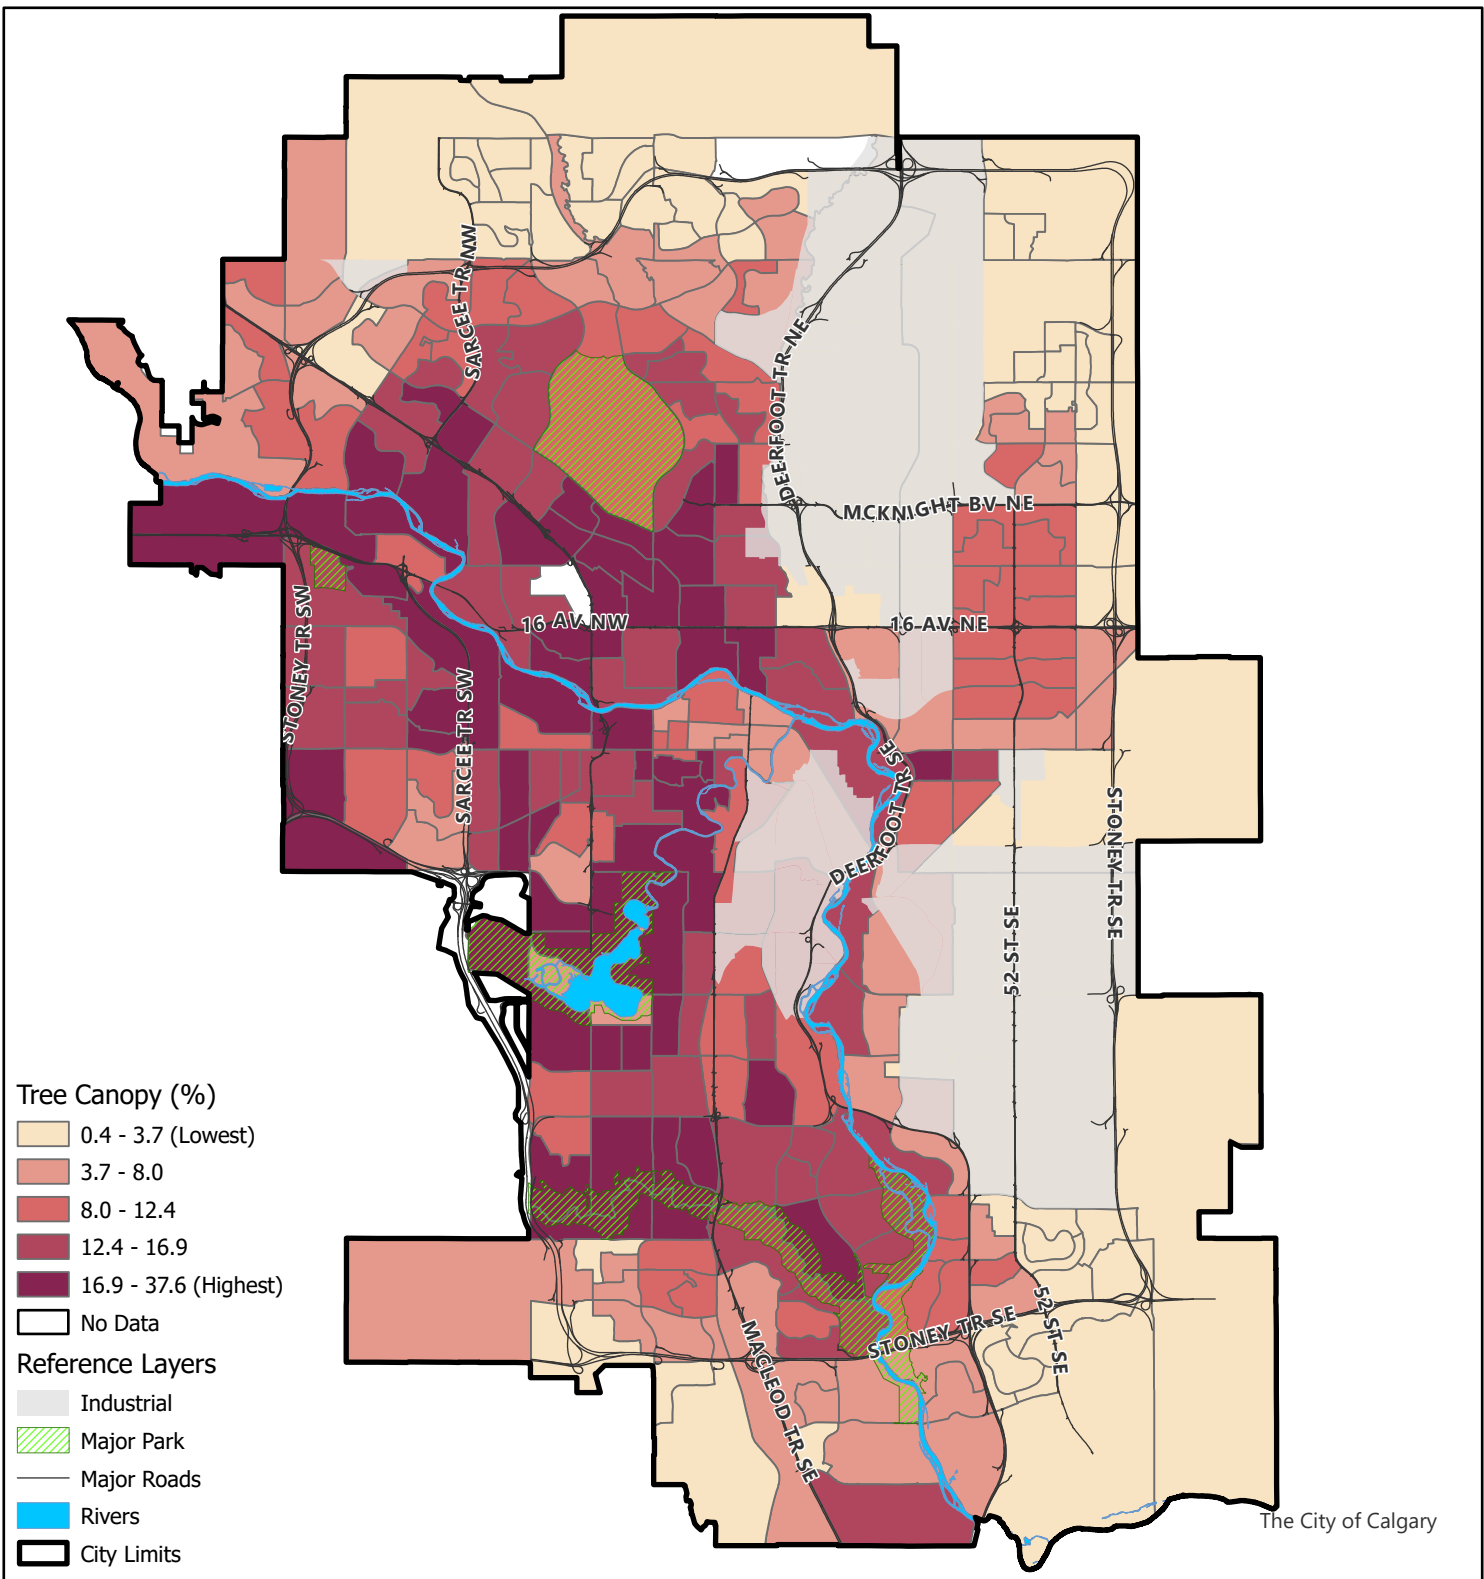 SARCEE TR NW
DEERFOOT TR NE
MCKNIGHT BV NE
16 AV NW
16 AV NE
STONEY TR SW
SARCEE TR SW
DEERFOOT TR SE
STONEY TR SE
52 ST SE
52 ST SE
STONEY TR SE
MACLEOD TR SE
Tree Canopy (%)
0.4 - 3.7 (Lowest)
3.7 - 8.0
8.0 - 12.4
12.4 - 16.9
16.9 - 37.6 (Highest)
No Data
Reference Layers
Industrial
Major Park
Major Roads
Rivers
City Limits
The City of Calgary